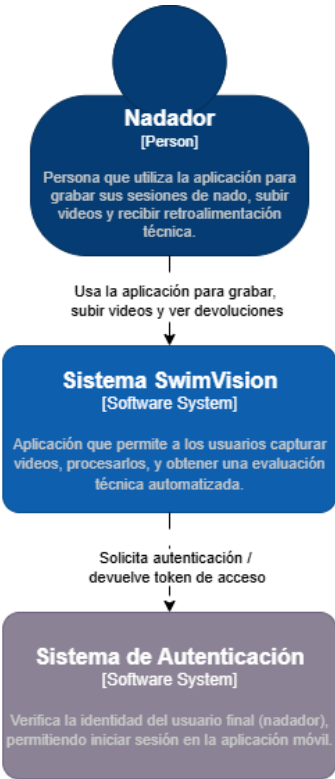 Nadador
[Person]
Persona que utiliza la aplicación para
grabar sus sesiones de nado, subir
videos y recibir retroalimentación
técnica.
Usa la aplicación para grabar,
subir videos y ver devoluciones
Sistema SwimVision
[Software System]
Aplicación que permite a los usuarios capturar
videos, procesarlos, y obtener una evaluación
técnica automatizada.
Solicita autenticación /
devuelve token de acceso
Sistema de Autenticación
[Software System]
Verifica la identidad del usuario final (nadador),
permitiendo iniciar sesión en la aplicación móvil.